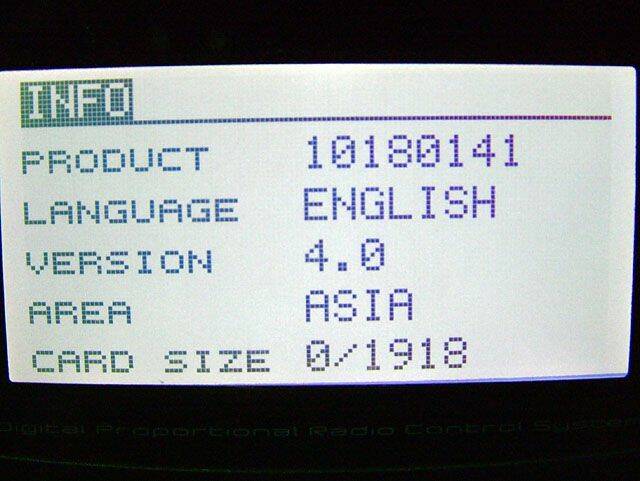 INFO
PRODUCT 10180141
LANGUAGE ENGLISH
VERSION 4.0
AREA ASIA
CARD SIZE 0/1918
Digital Proportional Radio Control System